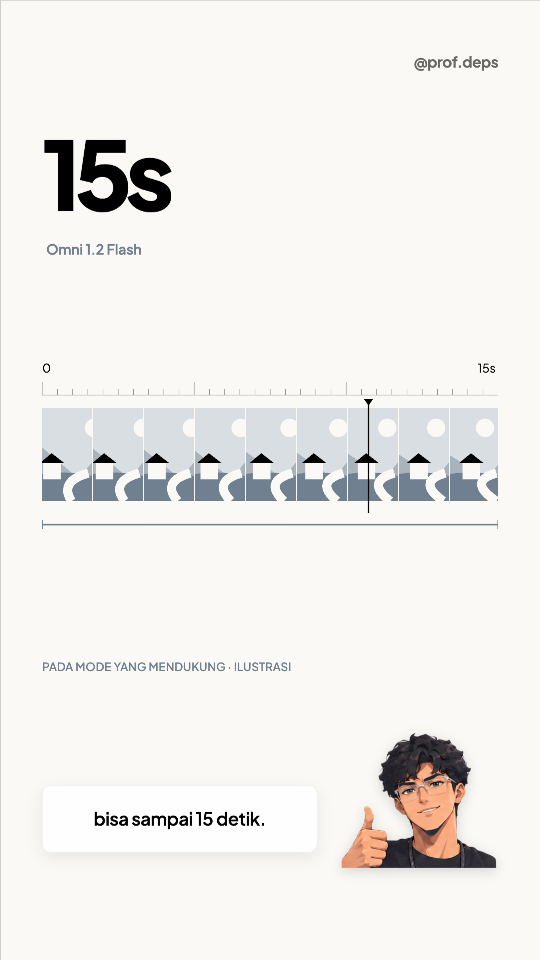 @prof.deps
15s
Omni 1.2 Flash
0 15s
PADA MODE YANG MENDUKUNG · ILUSTRASI
bisa sampai 15 detik.